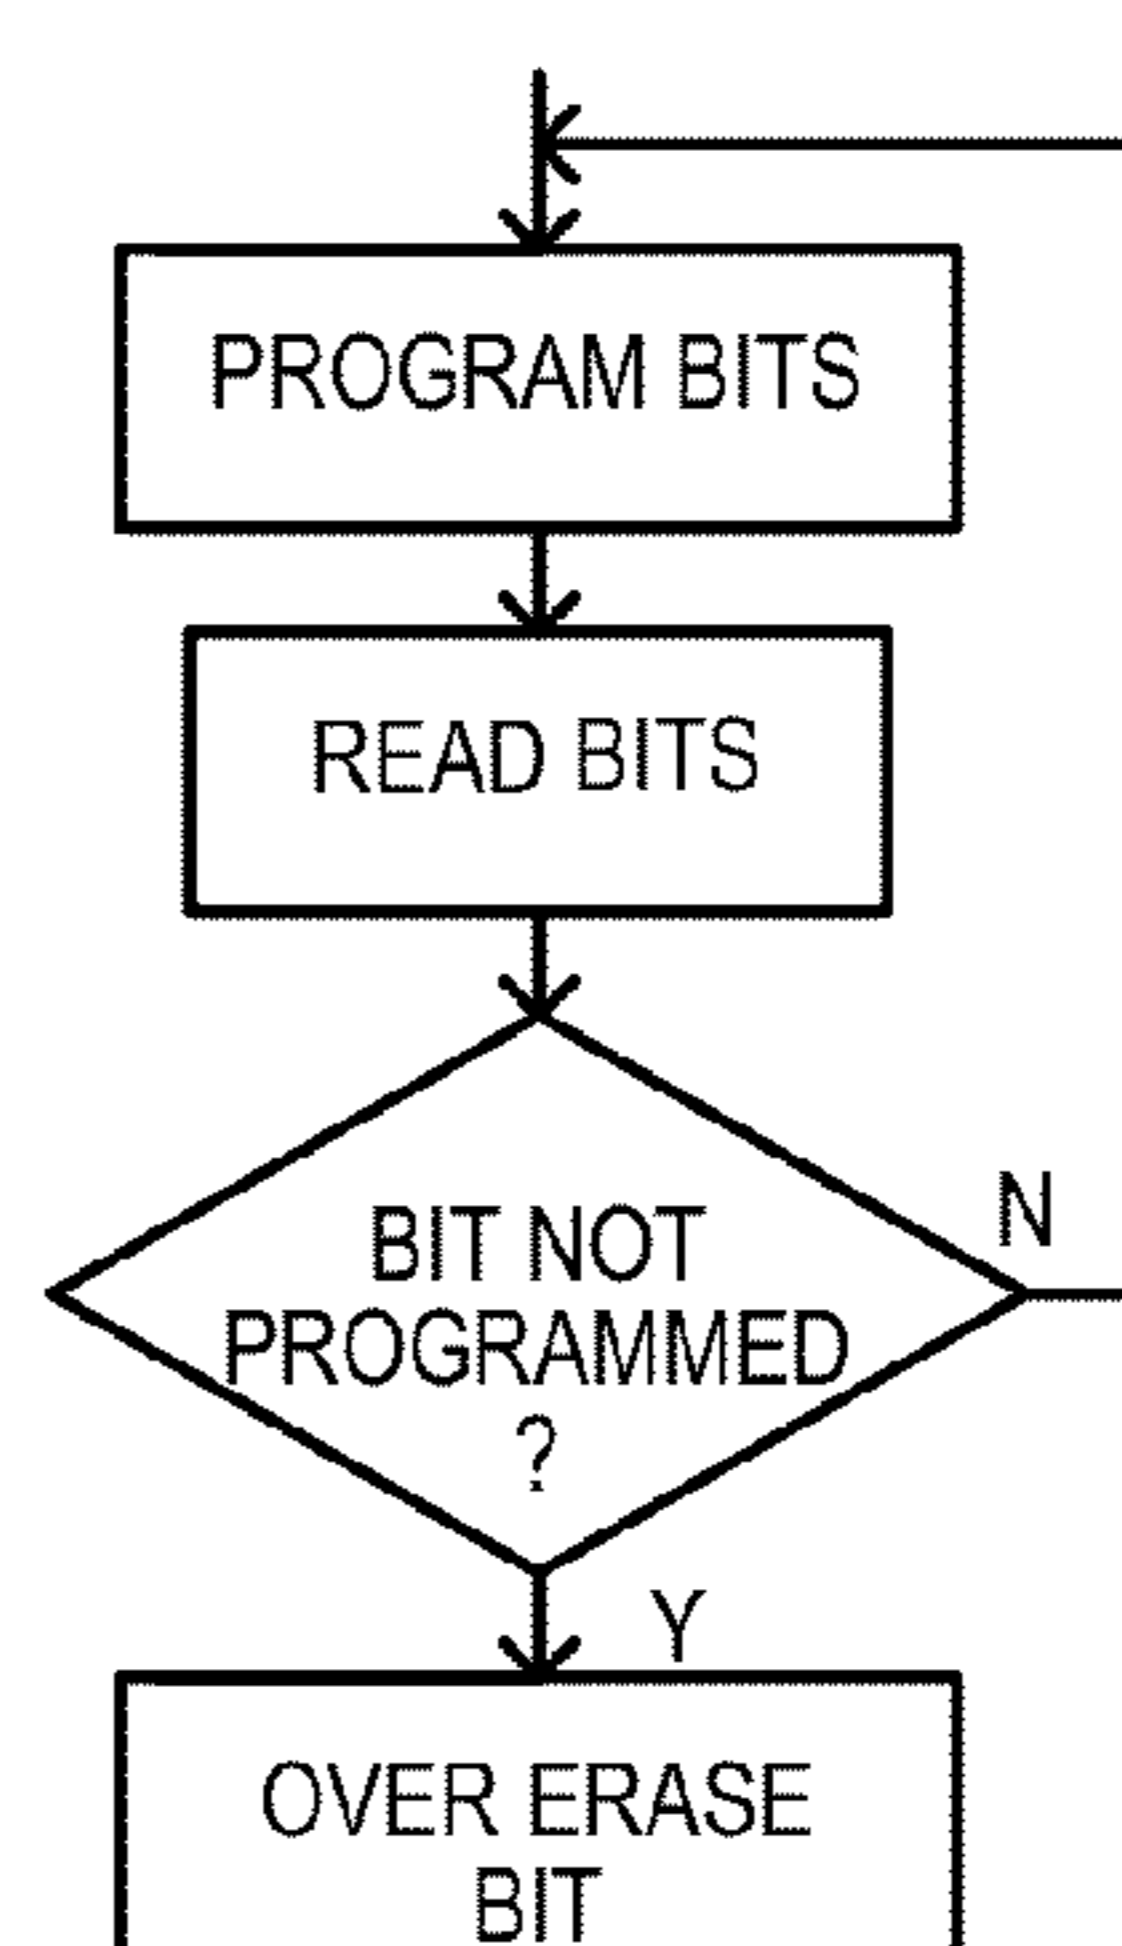 PROGRAM BITS
READ BITS
BIT NOT
PROGRAMMED
?
N
Y
OVER ERASE
BIT